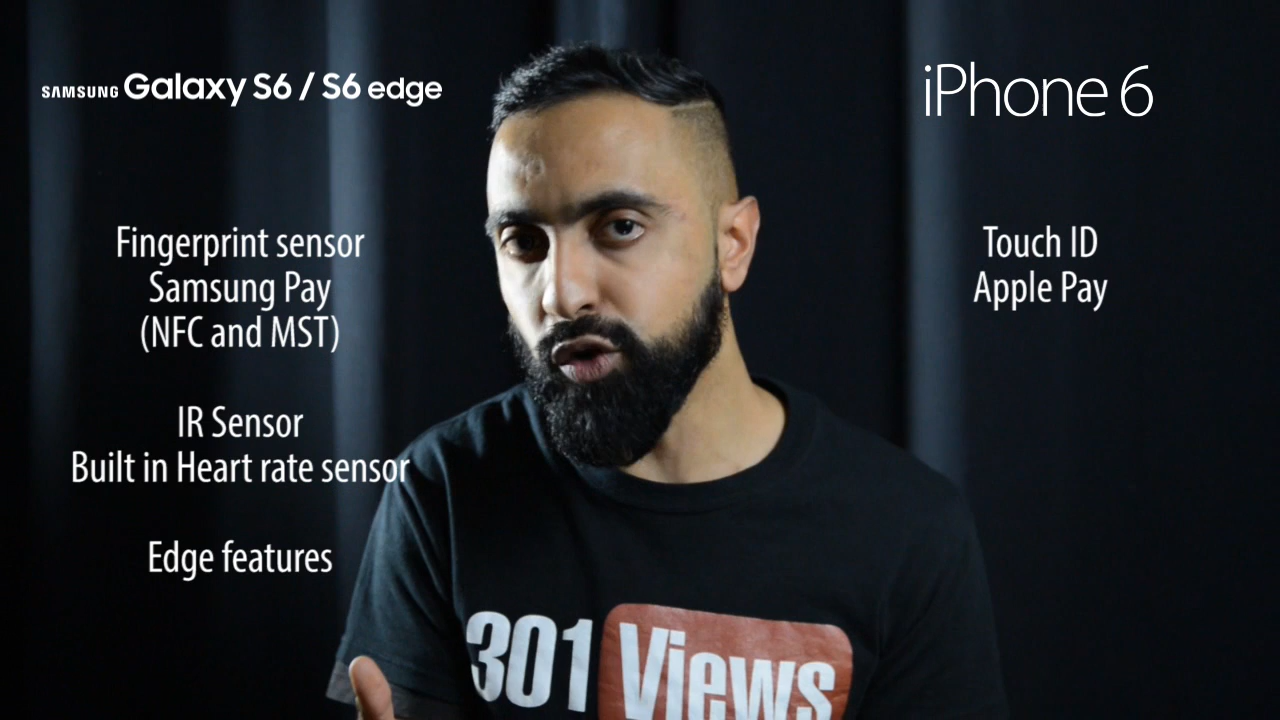 SAMSUNG Galaxy S6 / S6 edge
iPhone 6
Fingerprint sensor
Samsung Pay
(NFC and MST)
IR Sensor
Built in Heart rate sensor
Edge features
Touch ID
Apple Pay
301 Views